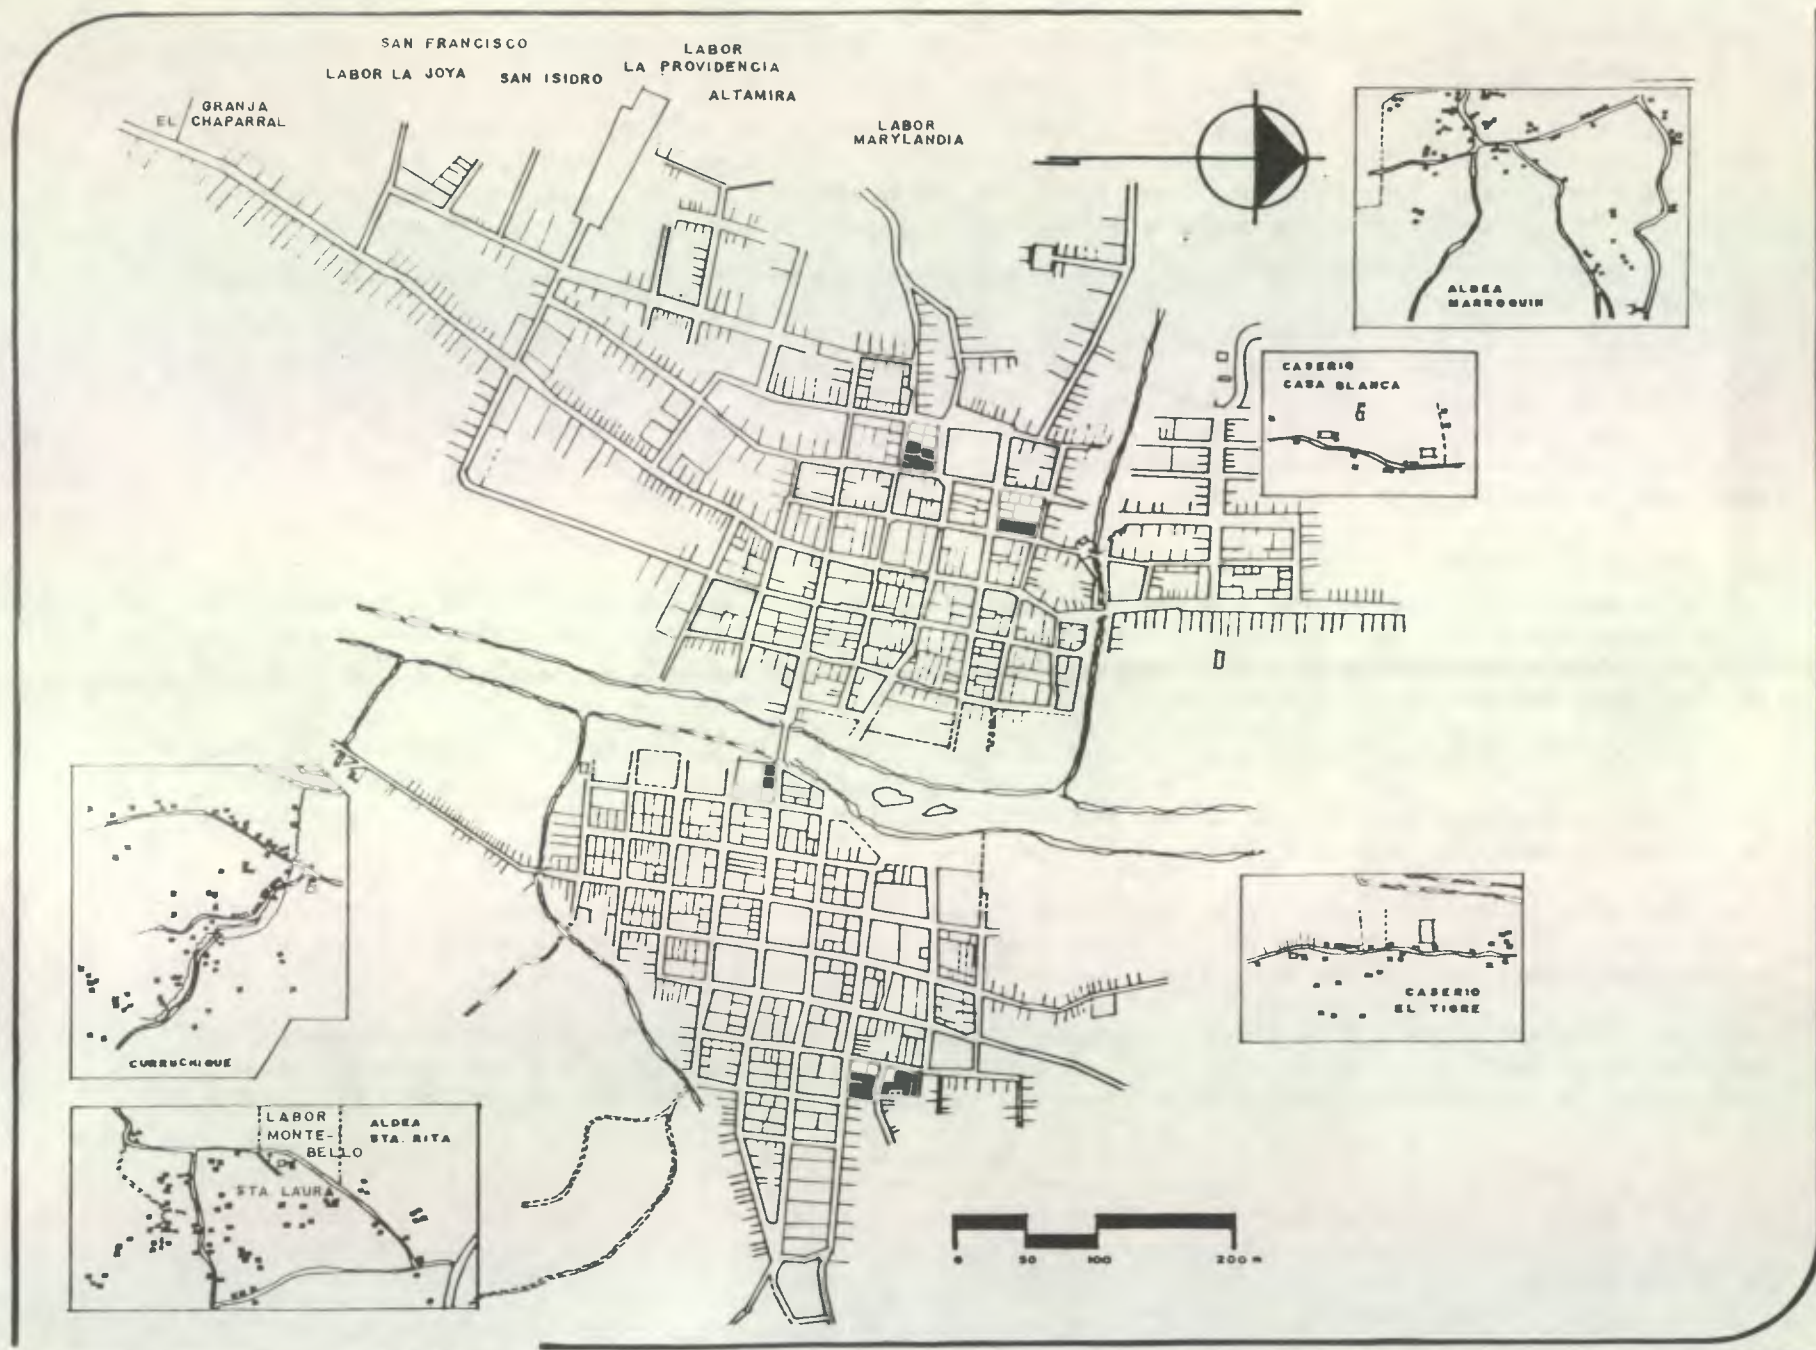 SAN FRANCISCO
LABOR LA JOYA
SAN ISIDRO
LABOR
LA PROVIDENCIA
ALTAMIRA
GRANJA
EL CHAPARRAL
LABOR
MARYLANDIA
ALDEA
MARROQUIN
CASERIO
CASA BLANCA
CASERIO
EL TIGRE
CURRUCHIQUE
LABOR
MONTE-
BELLO
ALDEA
STA. RITA
STA. LAURA
0 50 100 200 m